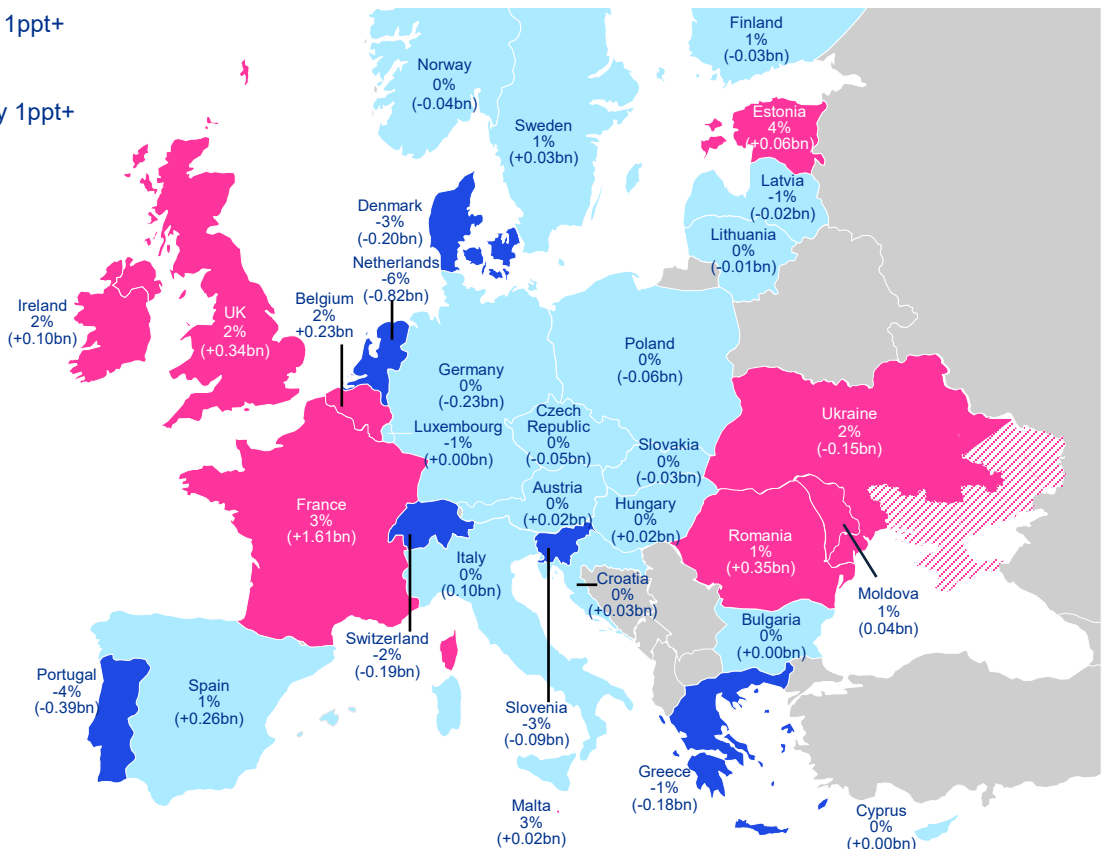 1ppt+
y 1ppt+
Finland
1%
(-0.03bn)
Norway
0%
(-0.04bn)
Sweden
1%
(+0.03bn)
Estonia
4%
(+0.06bn)
Latvia
-1%
(-0.02bn)
Lithuania
0%
(-0.01bn)
Denmark
-3%
(-0.20bn)
Netherlands
-6%
(-0.82bn)
Belgium
2%
+0.23bn
Ireland
2%
(+0.10bn)
UK
2%
(+0.34bn)
Germany
0%
(-0.23bn)
Poland
0%
(-0.06bn)
Luxembourg
-1%
(+0.00bn)
Czech
Republic
0%
(-0.05bn)
Slovakia
0%
(-0.03bn)
Ukraine
2%
(-0.15bn)
France
3%
(+1.61bn)
Austria
0%
(+0.02bn)
Hungary
0%
(+0.02bn)
Romania
1%
(+0.35bn)
Italy
0%
(0.10bn)
Croatia
0%
(+0.03bn)
Moldova
1%
(0.04bn)
Bulgaria
0%
(+0.00bn)
Switzerland
-2%
(-0.19bn)
Portugal
-4%
(-0.39bn)
Spain
1%
(+0.26bn)
Slovenia
-3%
(-0.09bn)
Greece
-1%
(-0.18bn)
Malta
3%
(+0.02bn)
Cyprus
0%
(+0.00bn)